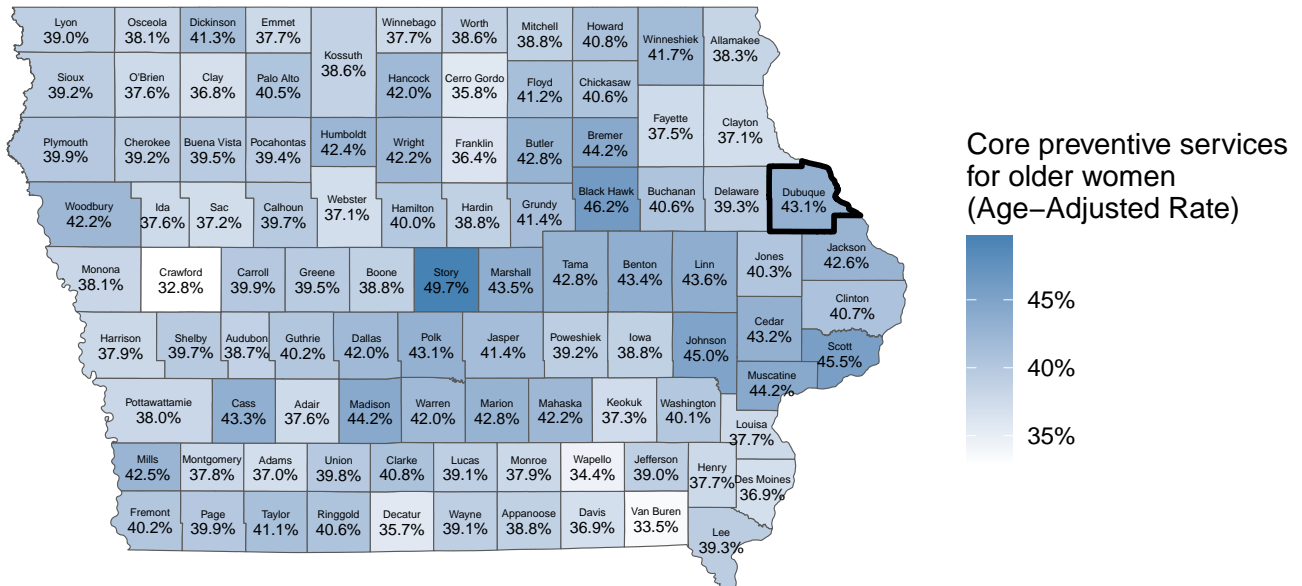 Lyon
39.0%
Osceola
38.1%
Dickinson
41.3%
Emmet
37.7%
Kossuth
38.6%
Winnebago
37.7%
Worth
38.6%
Mitchell
38.8%
Howard
40.8%
Winneshiek
41.7%
Allamakee
38.3%
Sioux
39.2%
O'Brien
37.6%
Clay
36.8%
Palo Alto
40.5%
Hancock
42.0%
Cerro Gordo
35.8%
Floyd
41.2%
Chickasaw
40.6%
Fayette
37.5%
Clayton
37.1%
Plymouth
39.9%
Cherokee
39.2%
Buena Vista
39.5%
Pocahontas
39.4%
Humboldt
42.4%
Wright
42.2%
Franklin
36.4%
Butler
42.8%
Bremer
44.2%
Woodbury
42.2%
Ida
37.6%
Sac
37.2%
Calhoun
39.7%
Webster
37.1%
Hamilton
40.0%
Hardin
38.8%
Grundy
41.4%
Black Hawk
46.2%
Buchanan
40.6%
Delaware
39.3%
Dubuque
43.1%
Monona
38.1%
Crawford
32.8%
Carroll
39.9%
Greene
39.5%
Boone
38.8%
Story
49.7%
Marshall
43.5%
Tama
42.8%
Benton
43.4%
Linn
43.6%
Jones
40.3%
Jackson
42.6%
Clinton
40.7%
Harrison
37.9%
Shelby
39.7%
Audubon
38.7%
Guthrie
40.2%
Dallas
42.0%
Polk
43.1%
Jasper
41.4%
Poweshiek
39.2%
Iowa
38.8%
Johnson
45.0%
Cedar
43.2%
Scott
45.5%
Muscatine
44.2%
Pottawattamie
38.0%
Cass
43.3%
Adair
37.6%
Madison
44.2%
Warren
42.0%
Marion
42.8%
Mahaska
42.2%
Keokuk
37.3%
Washington
40.1%
Louisa
37.7%
Mills
42.5%
Montgomery
37.8%
Adams
37.0%
Union
39.8%
Clarke
40.8%
Lucas
39.1%
Monroe
37.9%
Wapello
34.4%
Jefferson
39.0%
Henry
37.7%
Des Moines
36.9%
Fremont
40.2%
Page
39.9%
Taylor
41.1%
Ringgold
40.6%
Decatur
35.7%
Wayne
39.1%
Appanoose
38.8%
Davis
36.9%
Van Buren
33.5%
Lee
39.3%
Core preventive services
for older women
(Age−Adjusted Rate)
45%
40%
35%